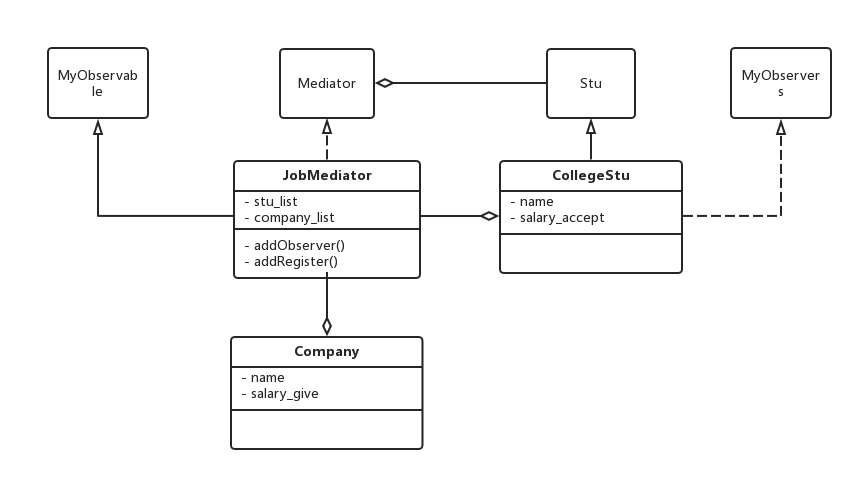 MyObservab
le
Mediator
Stu
MyObserver
s
JobMediator
- stu_list
- company_list
- addObserver()
- addRegister()
CollegeStu
- name
- salary_accept
Company
- name
- salary_give